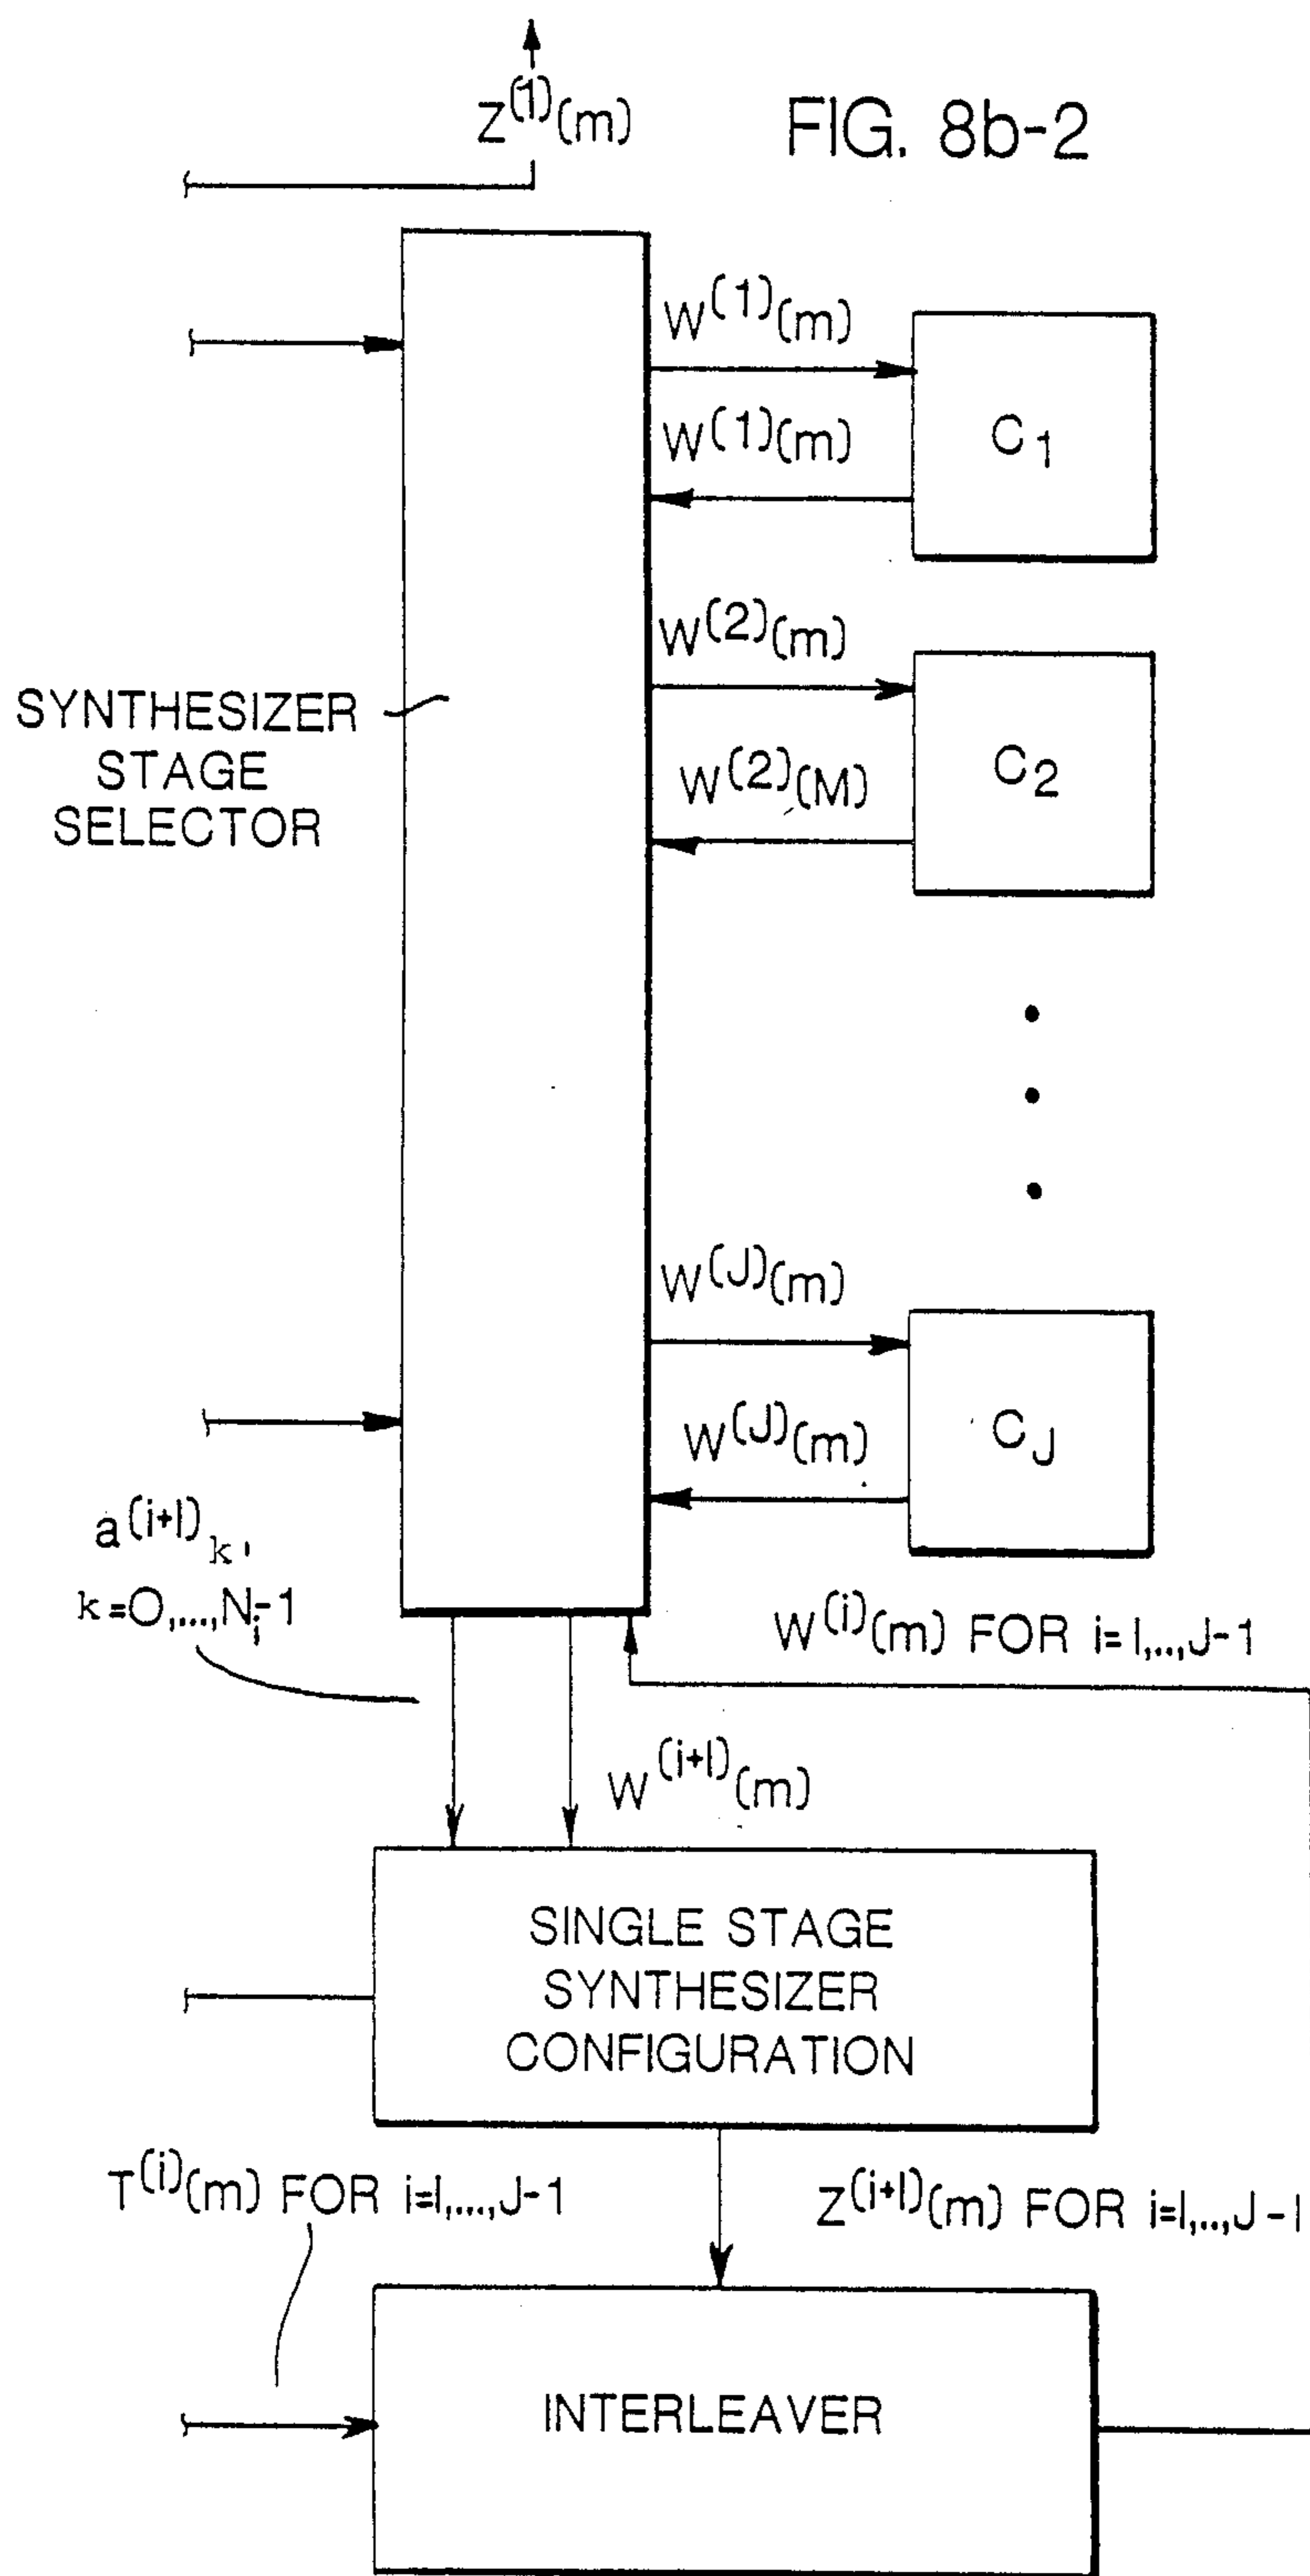 Z(1)(m)
FIG. 8b-2
W(1)(m)
C1
W(1)(m)
W(2)(m)
SYNTHESIZER
STAGE
SELECTOR
C2
W(2)(M)
W(J)(m)
CJ
W(J)(m)
a(i+1)k,
k=0,...,Ni-1
W(i)(m) FOR i=1,..,J-1
W(i+1)(m)
SINGLE STAGE
SYNTHESIZER
CONFIGURATION
T(i)(m) FOR i=1,...,J-1
Z(i+1)(m) FOR i=1,..,J-1
INTERLEAVER